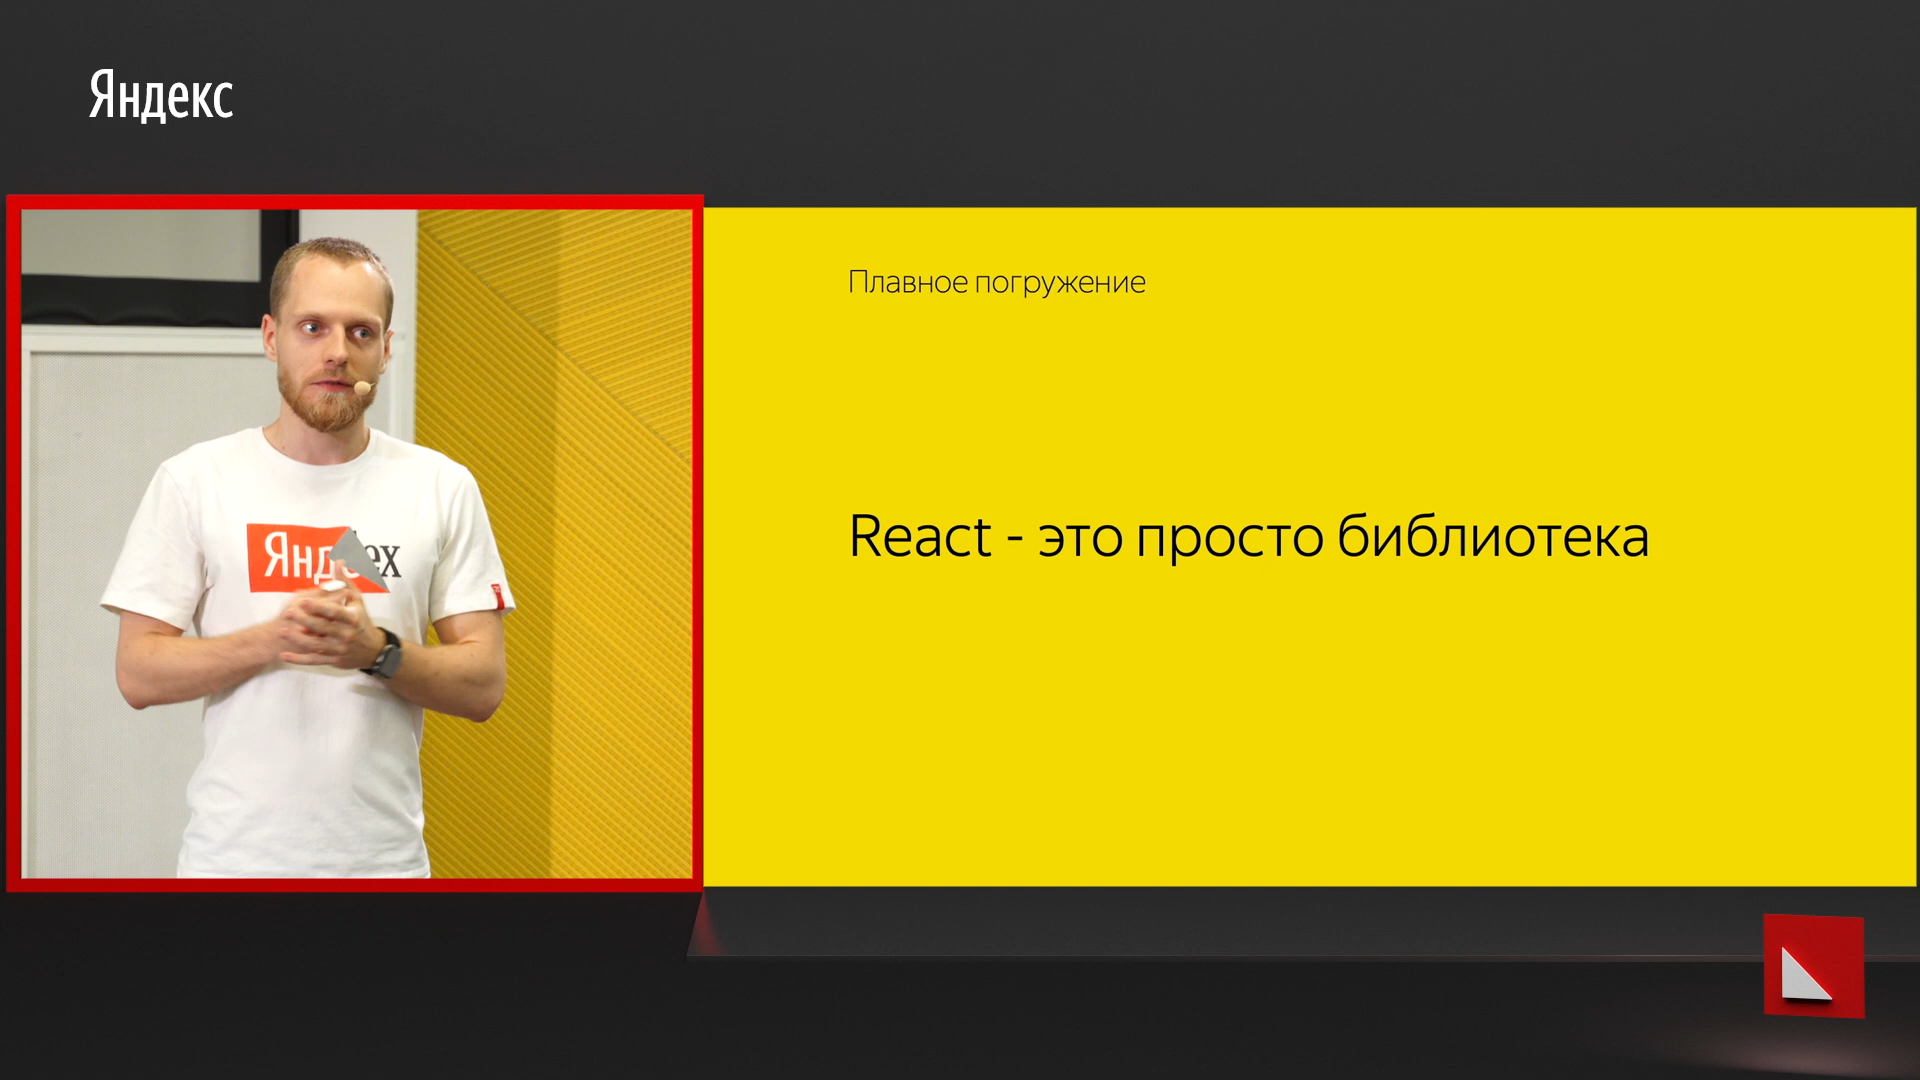 Яндекс
Плавное погружение
React - это просто библиотека